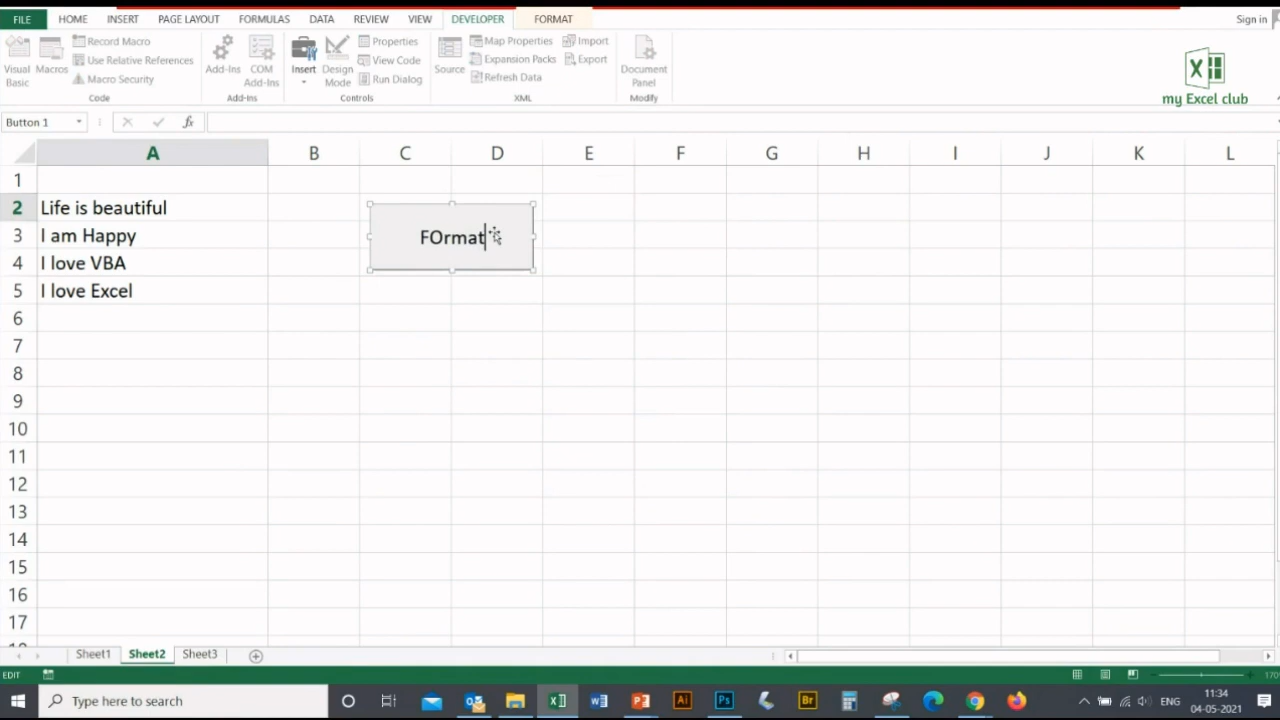 FILE HOME INSERT PAGE LAYOUT FORMULAS DATA REVIEW VIEW DEVELOPER FORMAT Sign in
Visual Basic
Macros
Record Macro
Use Relative References
Macro Security
Code
Add-Ins
COM Add-Ins
Add-Ins
Insert
Design Mode
Properties
View Code
Run Dialog
Controls
Source
Map Properties
Expansion Packs
Refresh Data
Import
Export
XML
Document Panel
Modify
my Excel club
Button 1
fx
A B C D E F G H I J K L
1
2 Life is beautiful
3 I am Happy
4 I love VBA
5 I love Excel
FOrmat
6
7
8
9
10
11
12
13
14
15
16
17
Sheet1 Sheet2 Sheet3
EDIT
Type here to search
Ai
Ps
Br
ENG
11:34
04-05-2021